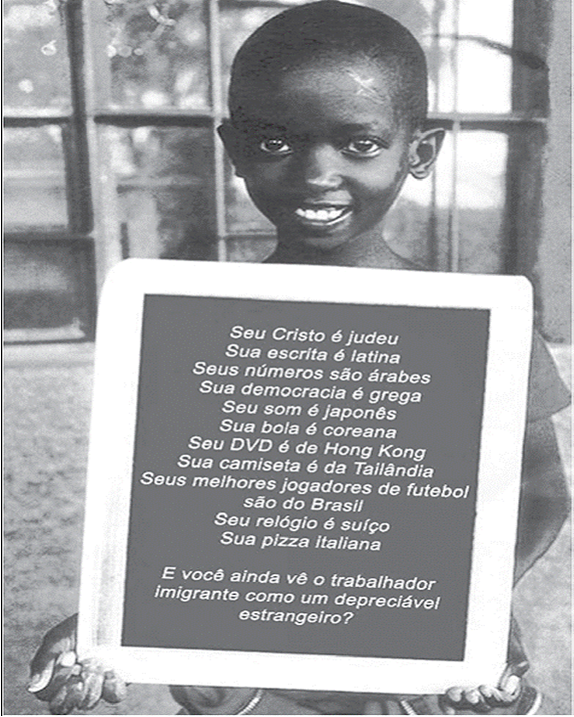 Seu Cristo é judeu
Sua escrita é latina
Seus números são árabes
Sua democracia é grega
Seu som é japonês
Sua bola é coreana
Seu DVD é de Hong Kong
Sua camiseta é da Tailândia
Seus melhores jogadores de futebol
são do Brasil
Seu relógio é suíço
Sua pizza italiana
E você ainda vê o trabalhador
imigrante como um depreciável
estrangeiro?